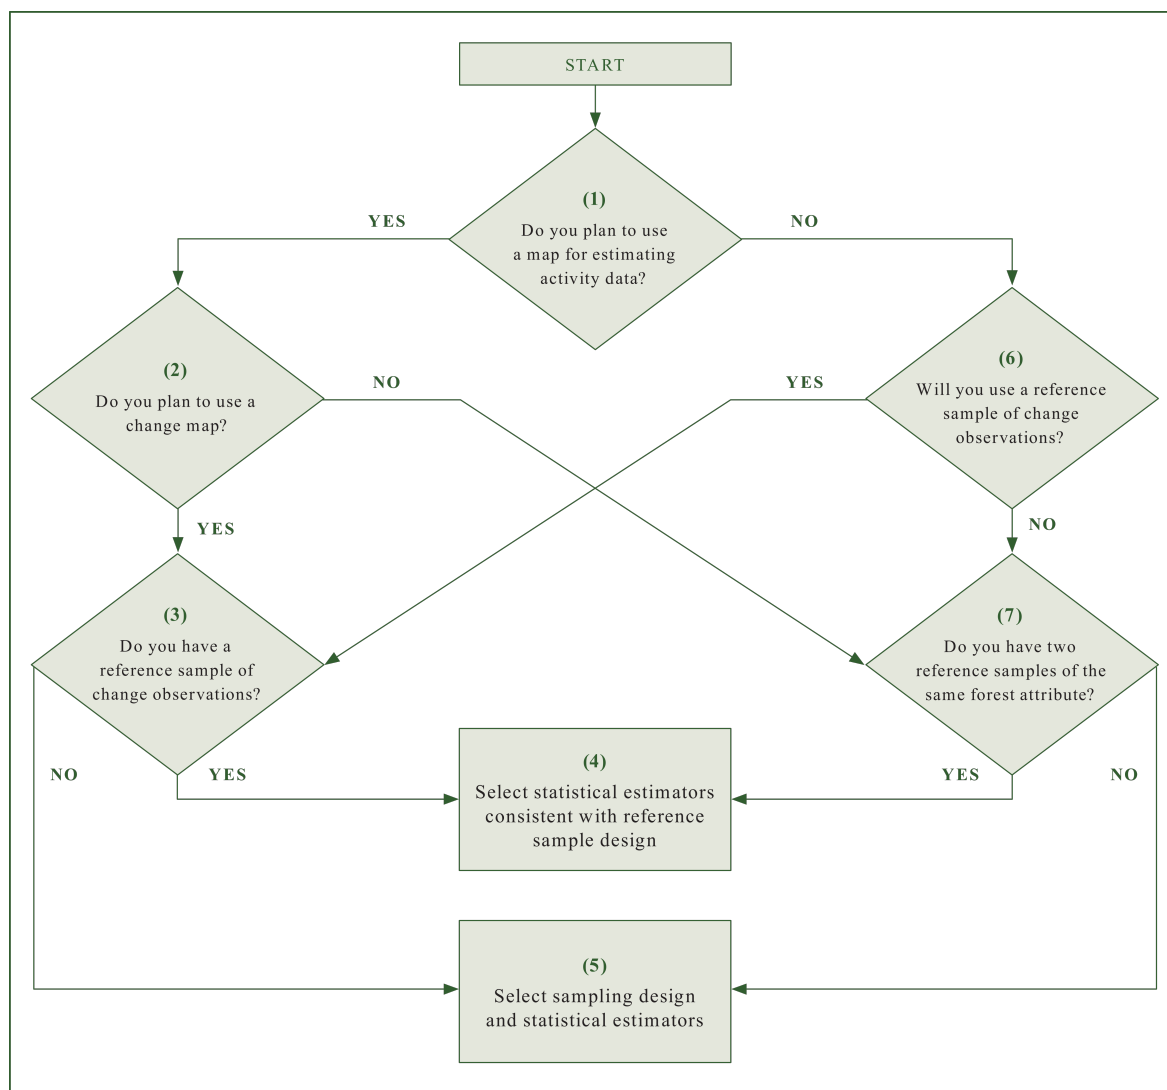 START
(1)
Do you plan to use
a map for estimating
activity data?
YES
NO
(2)
Do you plan to use a
change map?
NO
YES
(6)
Will you use a reference
sample of change
observations?
YES
NO
(3)
Do you have a
reference sample of
change observations?
(7)
Do you have two
reference samples of the
same forest attribute?
NO
YES
YES
NO
(4)
Select statistical estimators
consistent with reference
sample design
(5)
Select sampling design
and statistical estimators